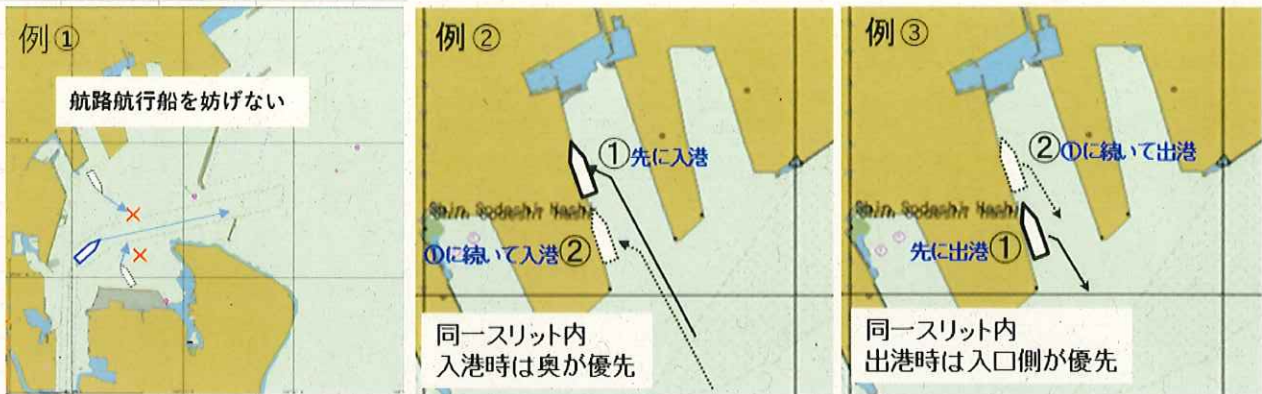 例①
航路航行船を妨げない
例②
①先に入港
Shin Sodeshi Hashi
①に続いて入港②
同一スリット内
入港時は奥が優先
例③
②①に続いて出港
Shin Sodeshi Hashi
先に出港①
同一スリット内
出港時は入口側が優先